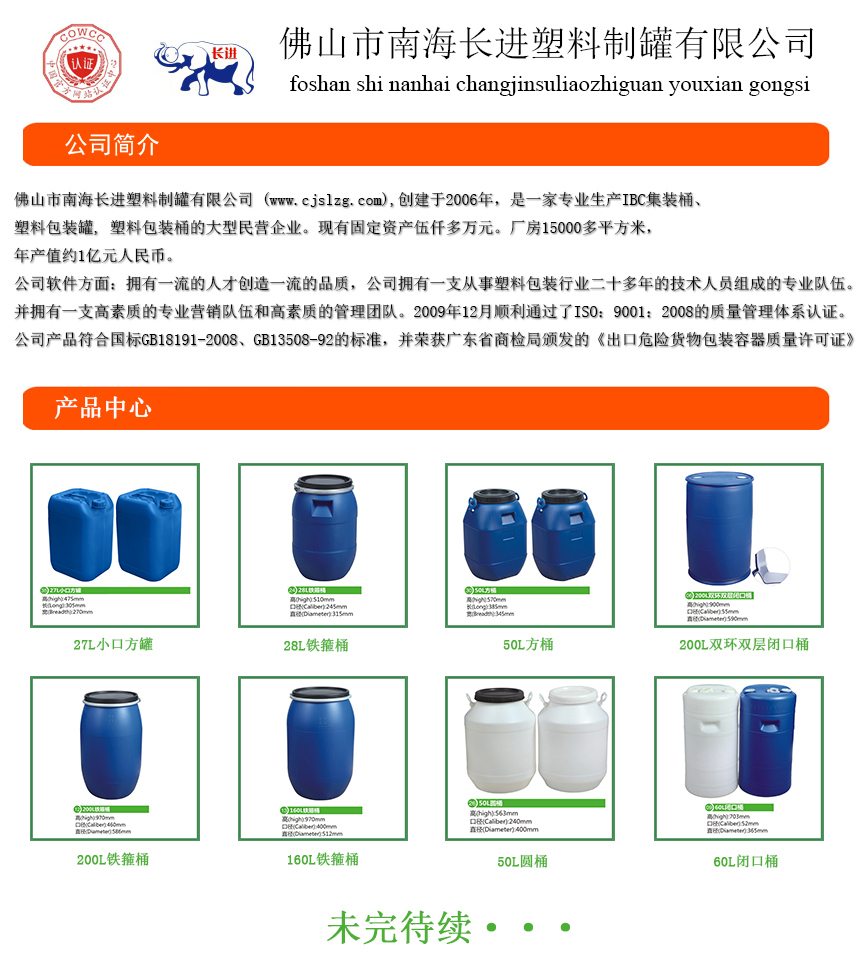 COWCC
认证
中国官方网站认证中心
长进
佛山市南海长进塑料制罐有限公司
foshan shi nanhai changjinsuliaozhiguan youxian gongsi
公司简介
佛山市南海长进塑料制罐有限公司 (www.cjslzg.com),创建于2006年，是一家专业生产IBC集装桶、
塑料包装罐, 塑料包装桶的大型民营企业。现有固定资产伍仟多万元。厂房15000多平方米，
年产值约1亿元人民币。
公司软件方面：拥有一流的人才创造一流的品质，公司拥有一支从事塑料包装行业二十多年的技术人员组成的专业队伍。
并拥有一支高素质的专业营销队伍和高素质的管理团队。2009年12月顺利通过了ISO：9001：2008的质量管理体系认证。
公司产品符合国标GB18191-2008、GB13508-92的标准，并荣获广东省商检局颁发的《出口危险货物包装容器质量许可证》
产品中心
27L小口方罐
高(high):475mm
长(Long):305mm
宽(Breadth):270mm
27L小口方罐
28L铁箍桶
高(high):510mm
口径(Caliber):245mm
直径(Diameter):315mm
28L铁箍桶
50L方桶
高(high):570mm
长(Long):385mm
宽(Breadth):345mm
50L方桶
200L双环双层闭口桶
高(high):900mm
口径(Caliber):55mm
直径(Diameter):590mm
200L双环双层闭口桶
12 200L铁箍桶
高(high):970mm
口径(Caliber):460mm
直径(Diameter):586mm
200L铁箍桶
13 160L铁箍桶
高(high):970mm
口径(Caliber):400mm
直径(Diameter):512mm
160L铁箍桶
26 50L圆桶
高(high):563mm
口径(Caliber):240mm
直径(Diameter):400mm
50L圆桶
60L闭口桶
高(high):703mm
口径(Caliber):52mm
直径(Diameter):365mm
60L闭口桶
未完待续···